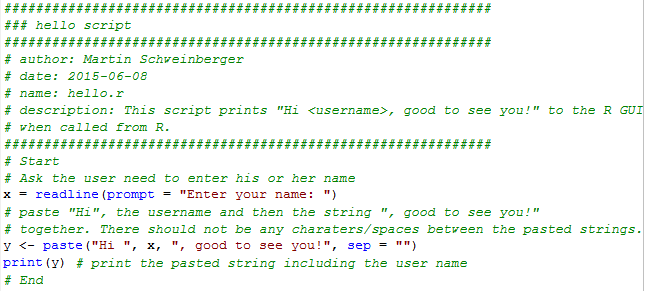 #############################################################
### hello script
#############################################################
# author: Martin Schweinberger
# date: 2015-06-08
# name: hello.r
# description: This script prints "Hi <username>, good to see you!" to the R GUI
# when called from R.
#############################################################
# Start
# Ask the user need to enter his or her name
x = readline(prompt = "Enter your name: ")
# paste "Hi", the username and then the string ", good to see you!"
# together. There should not be any charaters/spaces between the pasted strings.
y <- paste("Hi ", x, ", good to see you!", sep = "")
print(y) # print the pasted string including the user name
# End